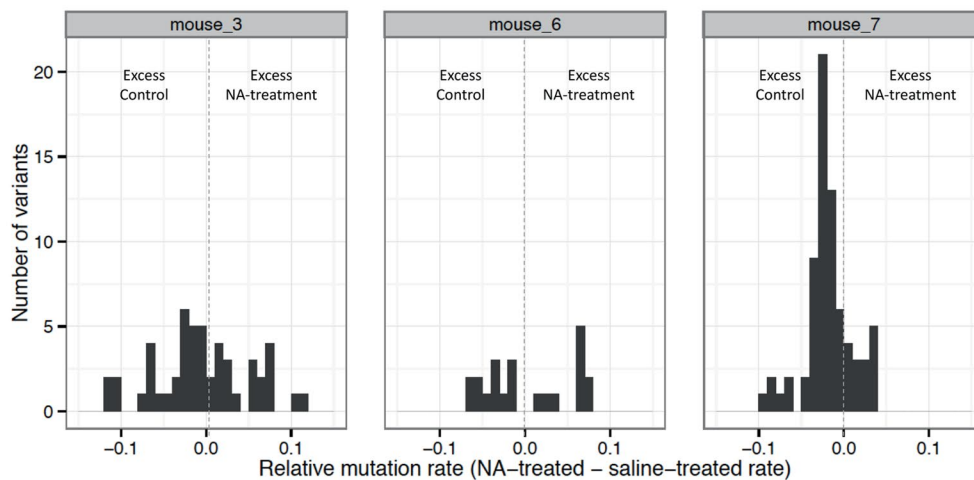 mouse_3
mouse_6
mouse_7
Number of variants
20
15
10
5
0
Excess
Control
Excess
NA-treatment
Excess
Control
Excess
NA-treatment
Excess
Control
Excess
NA-treatment
−0.1
0.0
0.1
−0.1
0.0
0.1
−0.1
0.0
0.1
Relative mutation rate (NA−treated − saline−treated rate)